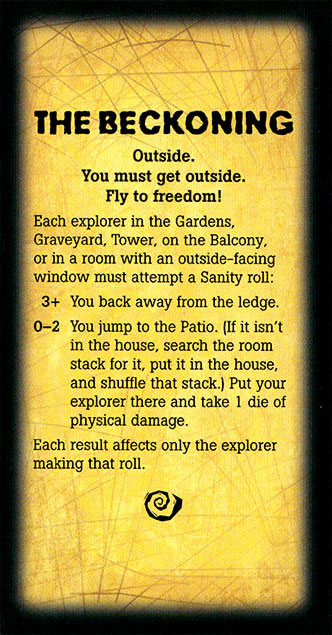 THE BECKONING
Outside.
You must get outside.
Fly to freedom!
Each explorer in the Gardens,
Graveyard, Tower, on the Balcony,
or in a room with an outside-facing
window must attempt a Sanity roll:
3+ You back away from the ledge.
0–2 You jump to the Patio. (If it isn't
in the house, search the room
stack for it, put it in the house,
and shuffle that stack.) Put your
explorer there and take 1 die of
physical damage.
Each result affects only the explorer
making that roll.